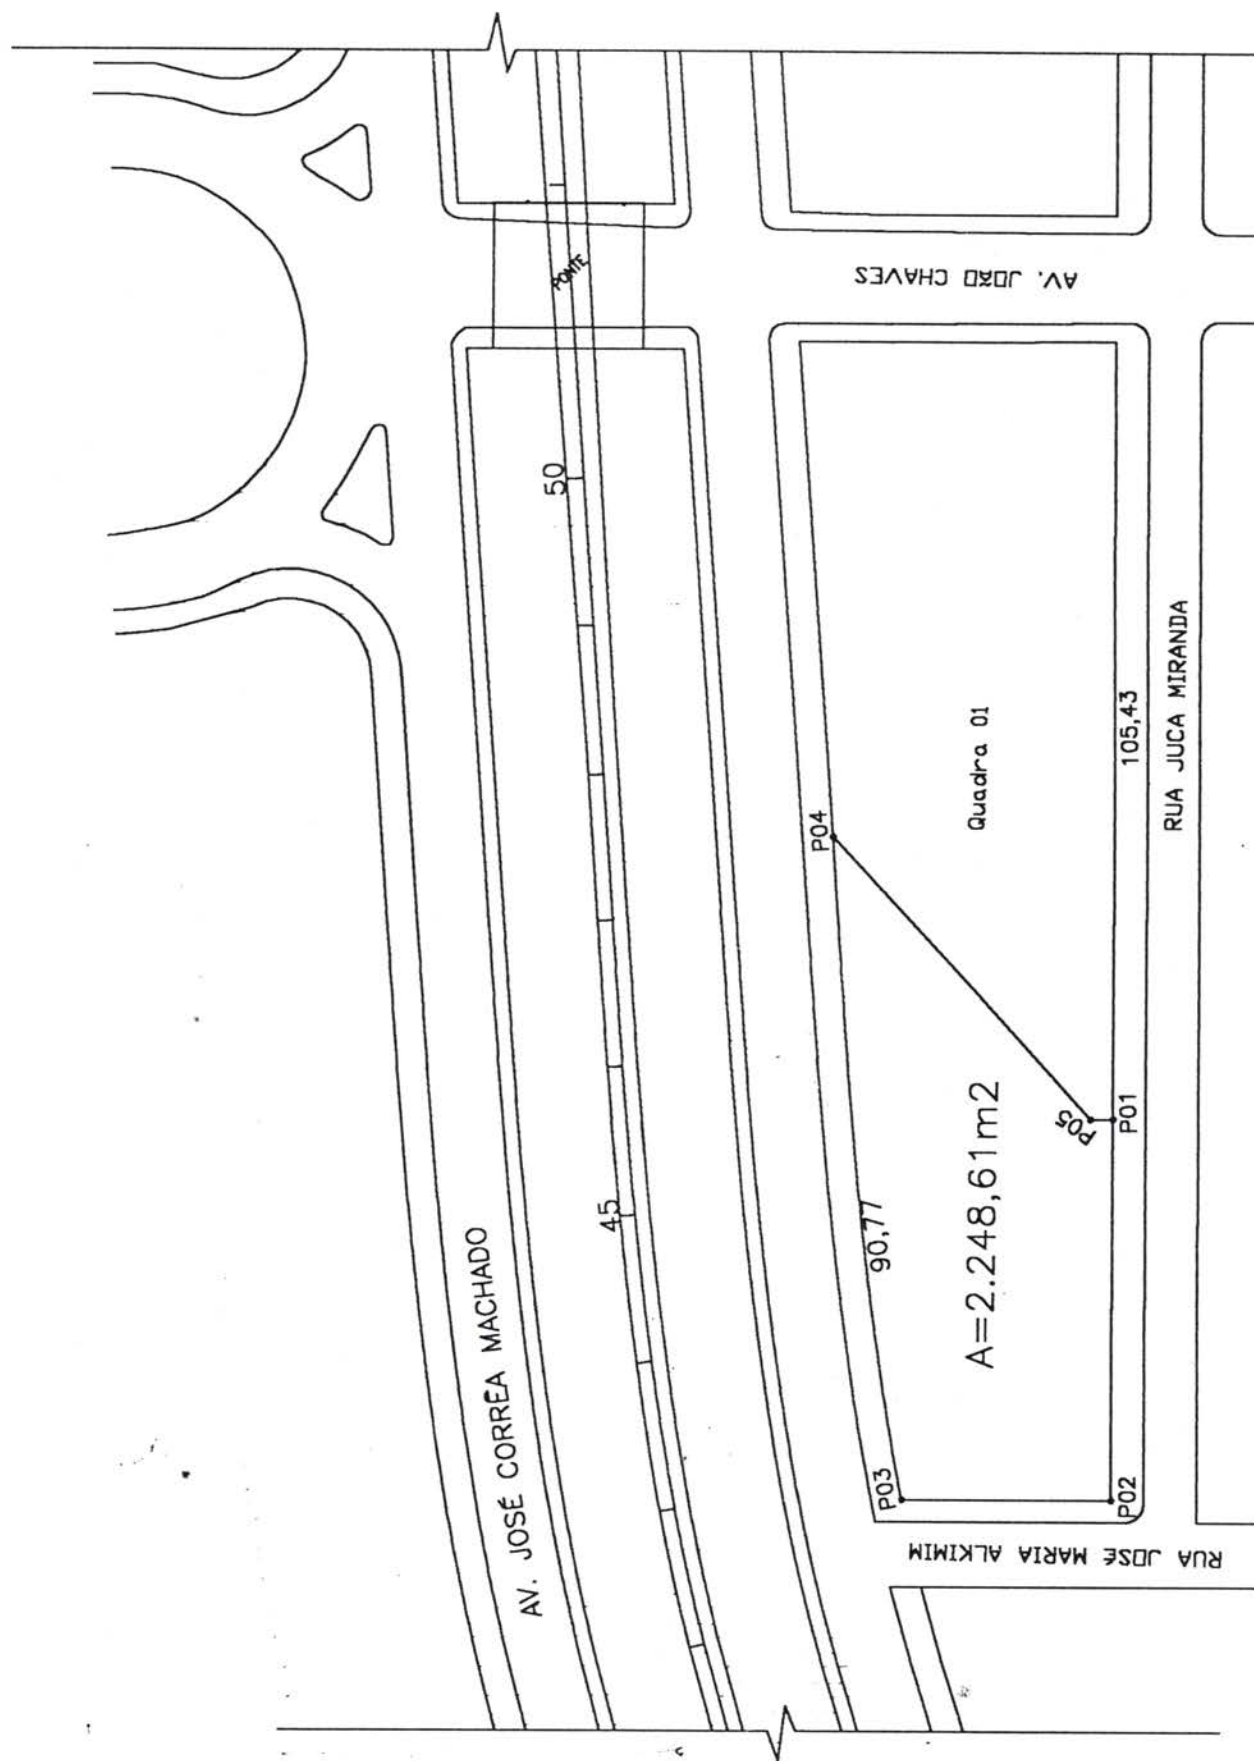 PONTE
AV. JOÃO CHAVES
50
RUA JUCA MIRANDA
105,43
Quadra 01
P04
P05
P01
A=2.248,61m2
90,77
45
AV. JOSÉ CORRÊA MACHADO
P03
P02
RUA JOSÉ MARIA ALKIMIM